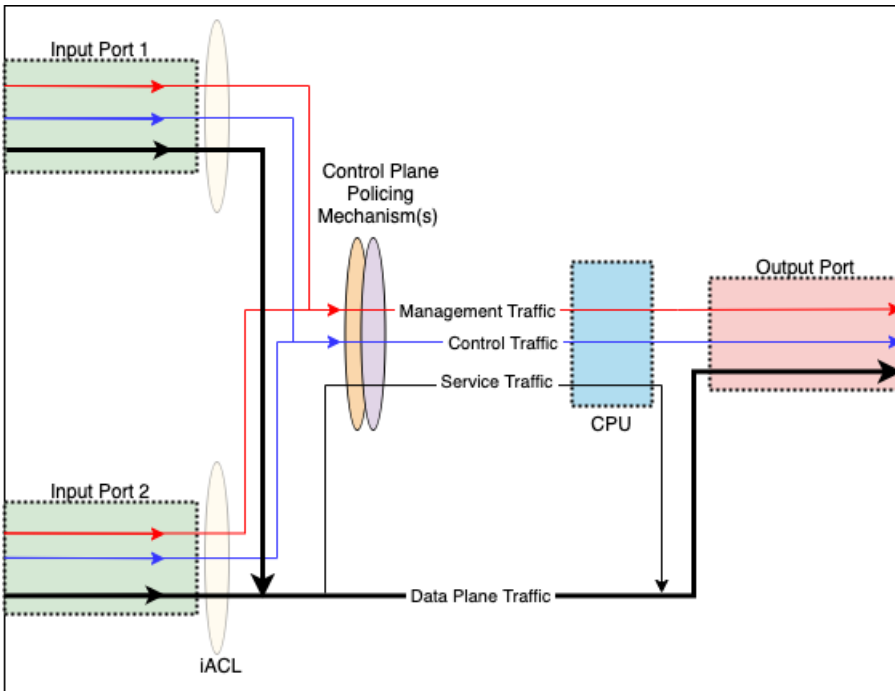 Input Port 1
Control Plane
Policing
Mechanism(s)
Output Port
Management Traffic
Control Traffic
Service Traffic
CPU
Input Port 2
Data Plane Traffic
iACL